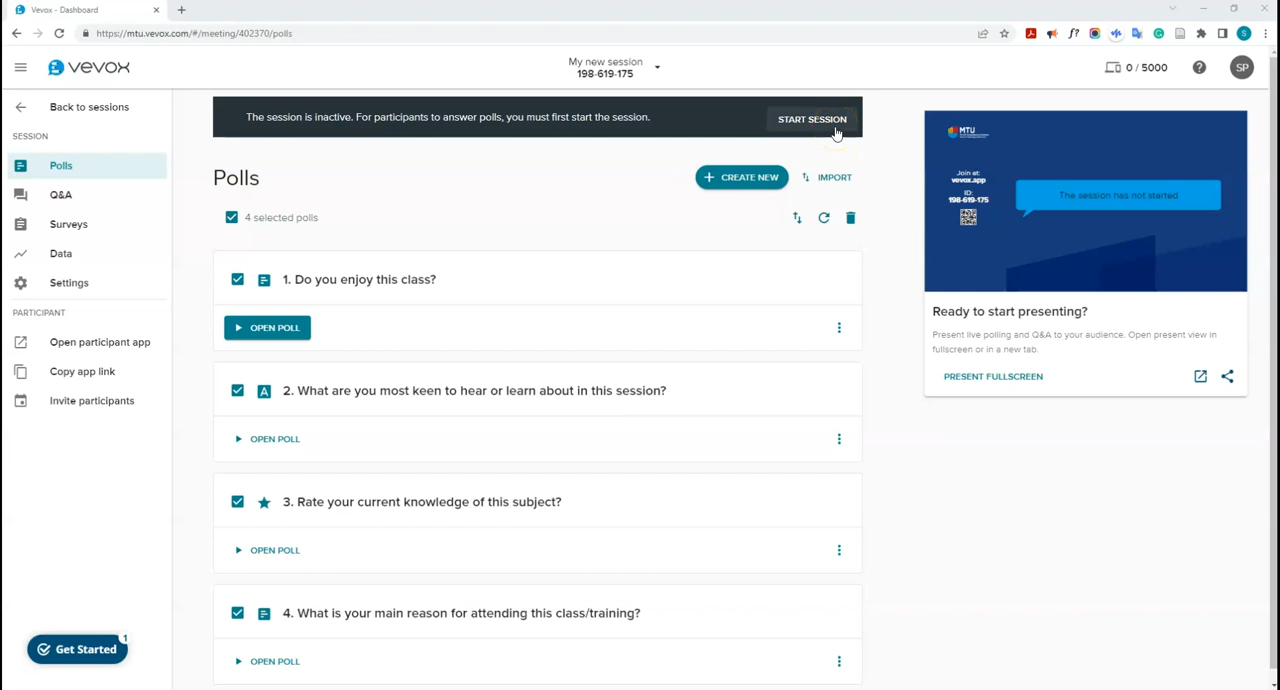 Vevox - Dashboard
https://mtu.vevox.com/#/meeting/402370/polls
S
vevox
My new session
198-619-175
0 / 5000
SP
Back to sessions
SESSION
Polls
Q&A
Surveys
Data
Settings
PARTICIPANT
Open participant app
Copy app link
Invite participants
Get Started
1
The session is inactive. For participants to answer polls, you must first start the session.
START SESSION
Polls
CREATE NEW
IMPORT
4 selected polls
1. Do you enjoy this class?
OPEN POLL
2. What are you most keen to hear or learn about in this session?
OPEN POLL
3. Rate your current knowledge of this subject?
OPEN POLL
4. What is your main reason for attending this class/training?
OPEN POLL
MTU
Join at:
vevox.app
ID:
198-619-175
The session has not started
Ready to start presenting?
Present live polling and Q&A to your audience. Open present view in
fullscreen or in a new tab.
PRESENT FULLSCREEN